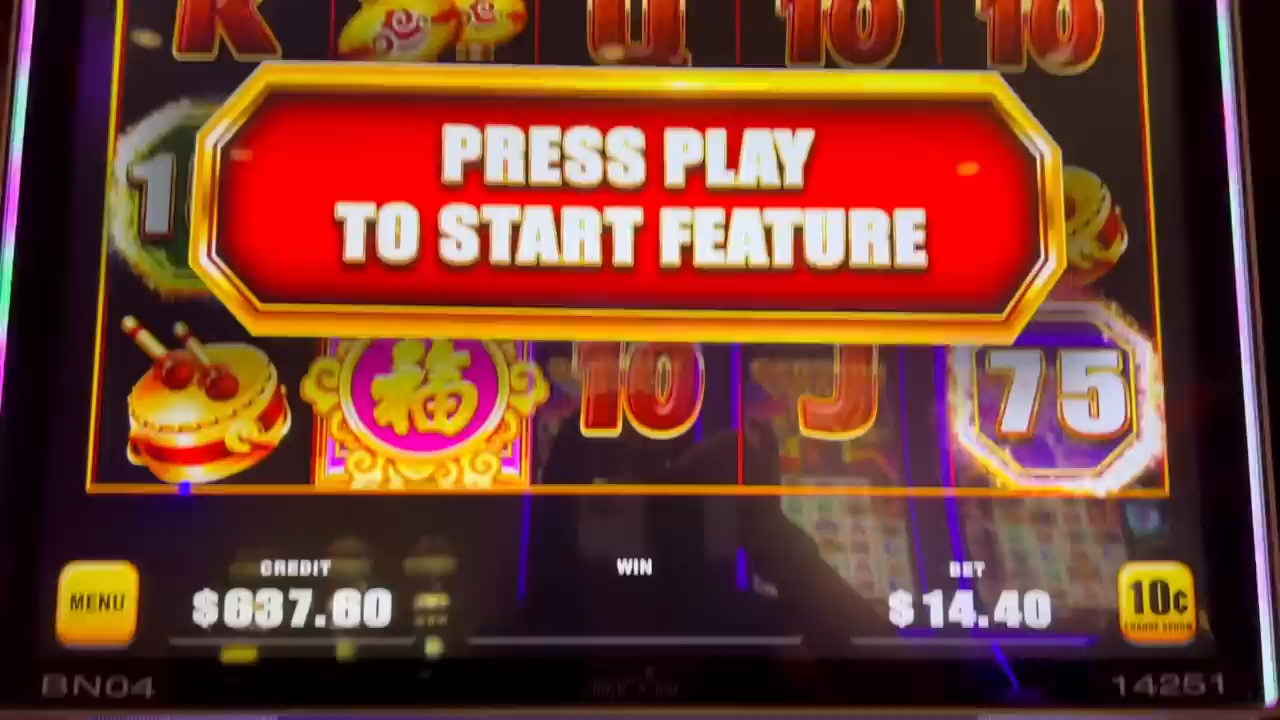 K Q 10 10
PRESS PLAY
TO START FEATURE
福 10 J 75
CREDIT WIN BET
MENU $637.60 $14.40 10¢
BN04 14251